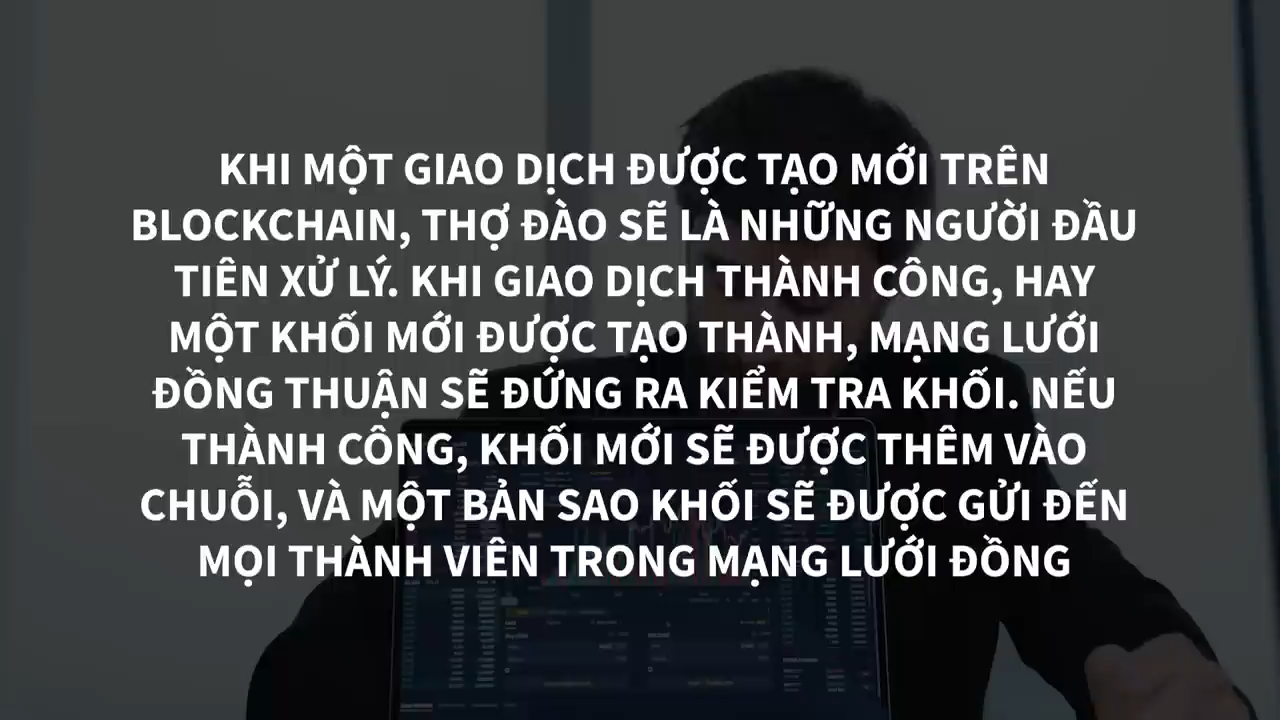 KHI MỘT GIAO DỊCH ĐƯỢC TẠO MỚI TRÊN
BLOCKCHAIN, THỢ ĐÀO SẼ LÀ NHỮNG NGƯỜI ĐẦU
TIÊN XỬ LÝ. KHI GIAO DỊCH THÀNH CÔNG, HAY
MỘT KHỐI MỚI ĐƯỢC TẠO THÀNH, MẠNG LƯỚI
ĐỒNG THUẬN SẼ ĐỨNG RA KIỂM TRA KHỐI. NẾU
THÀNH CÔNG, KHỐI MỚI SẼ ĐƯỢC THÊM VÀO
CHUỖI, VÀ MỘT BẢN SAO KHỐI SẼ ĐƯỢC GỬI ĐẾN
MỌI THÀNH VIÊN TRONG MẠNG LƯỚI ĐỒNG